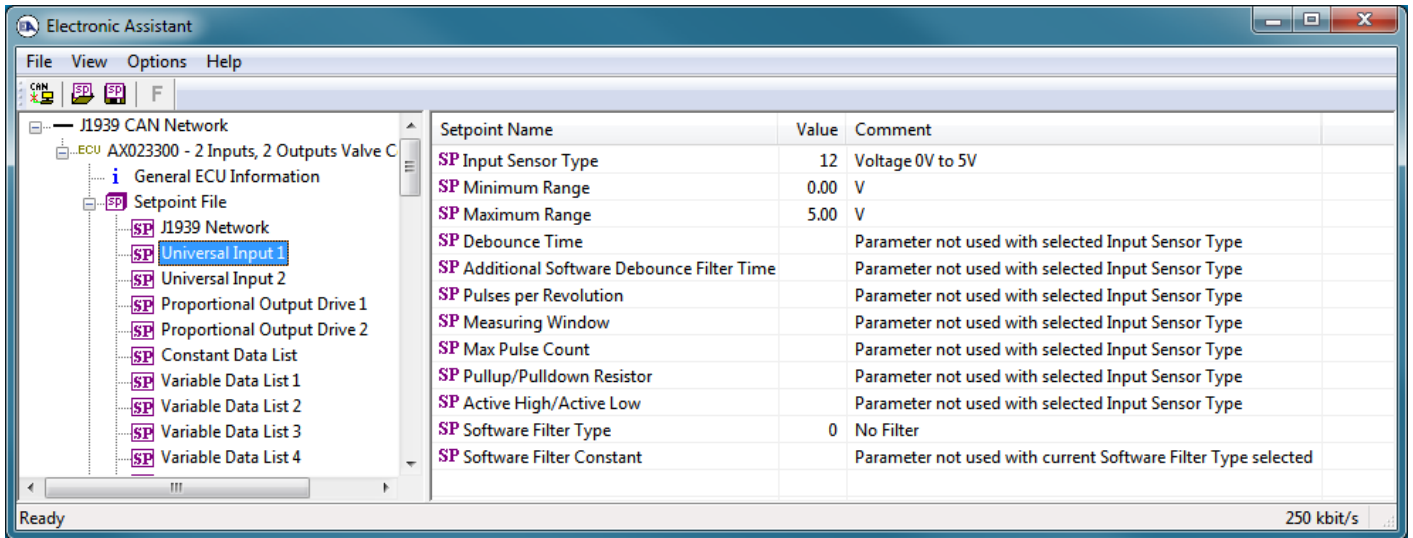 Electronic Assistant
File View Options Help
CAN SP SP F
J1939 CAN Network
ECU AX023300 - 2 Inputs, 2 Outputs Valve C
i General ECU Information
SP Setpoint File
SP J1939 Network
SP Universal Input 1
SP Universal Input 2
SP Proportional Output Drive 1
SP Proportional Output Drive 2
SP Constant Data List
SP Variable Data List 1
SP Variable Data List 2
SP Variable Data List 3
SP Variable Data List 4
Setpoint Name Value Comment
SP Input Sensor Type 12 Voltage 0V to 5V
SP Minimum Range 0.00 V
SP Maximum Range 5.00 V
SP Debounce Time Parameter not used with selected Input Sensor Type
SP Additional Software Debounce Filter Time Parameter not used with selected Input Sensor Type
SP Pulses per Revolution Parameter not used with selected Input Sensor Type
SP Measuring Window Parameter not used with selected Input Sensor Type
SP Max Pulse Count Parameter not used with selected Input Sensor Type
SP Pullup/Pulldown Resistor Parameter not used with selected Input Sensor Type
SP Active High/Active Low Parameter not used with selected Input Sensor Type
SP Software Filter Type 0 No Filter
SP Software Filter Constant Parameter not used with current Software Filter Type selected
Ready 250 kbit/s